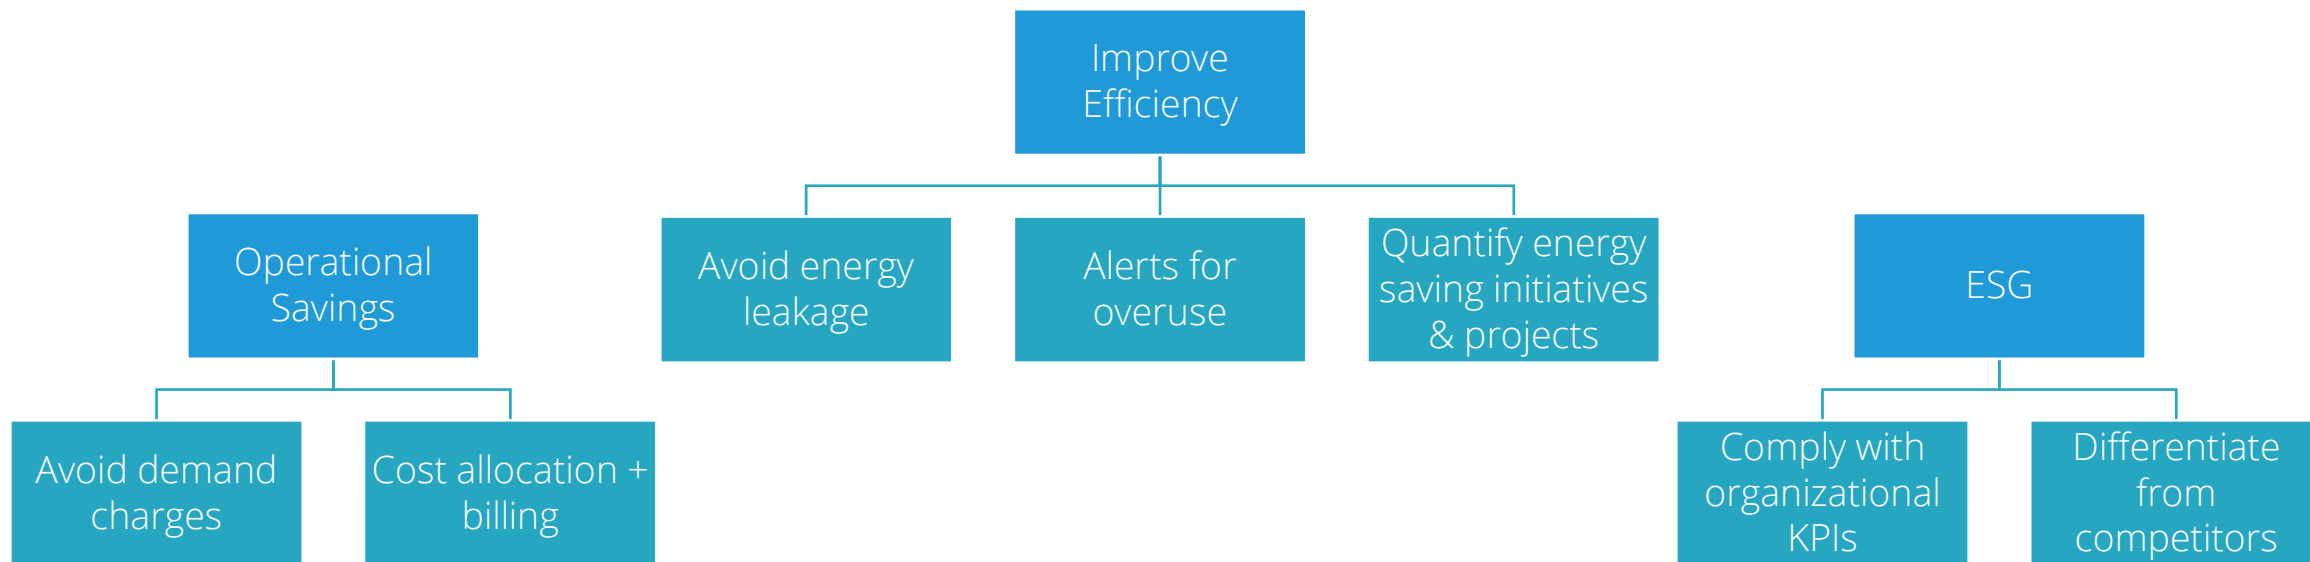 Improve
Efficiency
Operational
Savings
Avoid energy
leakage
Alerts for
overuse
Quantify energy
saving initiatives
& projects
ESG
Avoid demand
charges
Cost allocation +
billing
Comply with
organizational
KPIs
Differentiate
from
competitors